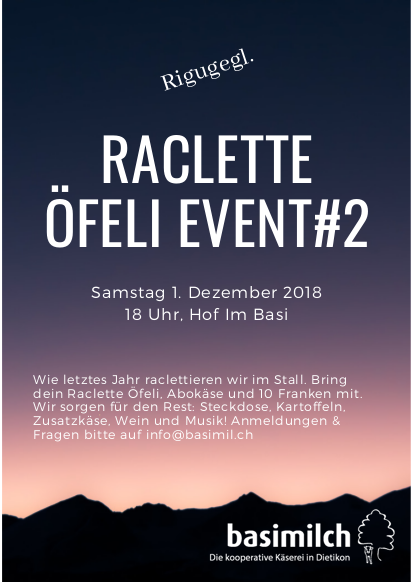 Rigugegl.
RACLETTE
ÖFELI EVENT#2
Samstag 1. Dezember 2018
18 Uhr, Hof Im Basi
Wie letztes Jahr raclettieren wir im Stall. Bring
dein Raclette Öfeli, Abokäse und 10 Franken mit.
Wir sorgen für den Rest: Steckdose, Kartoffeln,
Zusatzkäse, Wein und Musik! Anmeldungen &
Fragen bitte auf info@basimil.ch
basimilch
Die kooperative Käserei in Dietikon